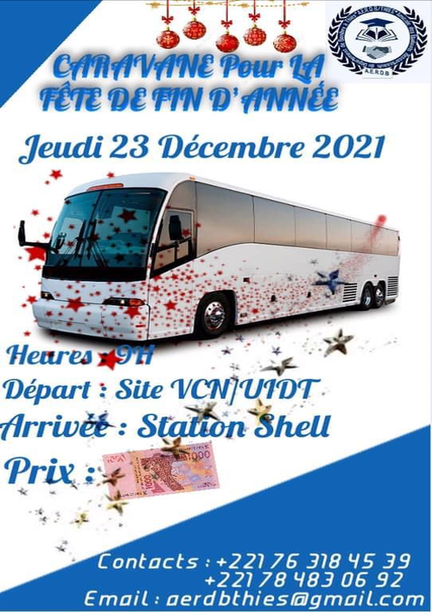 CARAVANE Pour LA
FÊTE DE FIN D'ANNÉE
A.E.R.D.B
Jeudi 23 Décembre 2021
Heures : 9H
Départ : Site VCN/UIDT
Arrivée : Station Shell
Prix :
1000
Contacts : +221 76 318 45 39
+221 78 483 06 92
Email : aerdbthies@gmail.com